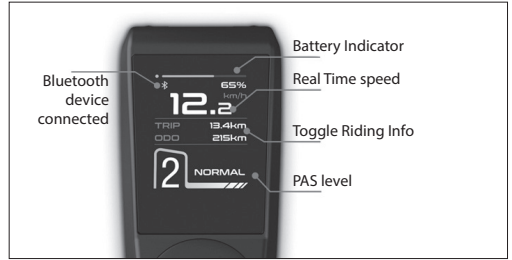 Battery Indicator
Bluetooth
device
connected
65%
km/h
Real Time speed
12.2
TRIP 13.4km
Toggle Riding Info
ODO 215km
2 NORMAL
PAS level